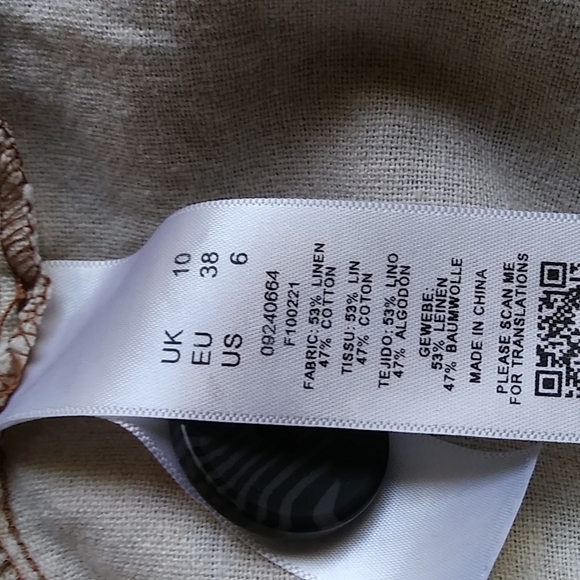 UK 10
EU 38
US 6
09240664
F100221
FABRIC: 53% LINEN
47% COTTON
TISSU: 53% LIN
47% COTON
TEJIDO: 53% LINO
47% ALGODÓN
GEWEBE:
53% LEINEN
47% BAUMWOLLE
MADE IN CHINA
PLEASE SCAN ME
FOR TRANSLATIONS